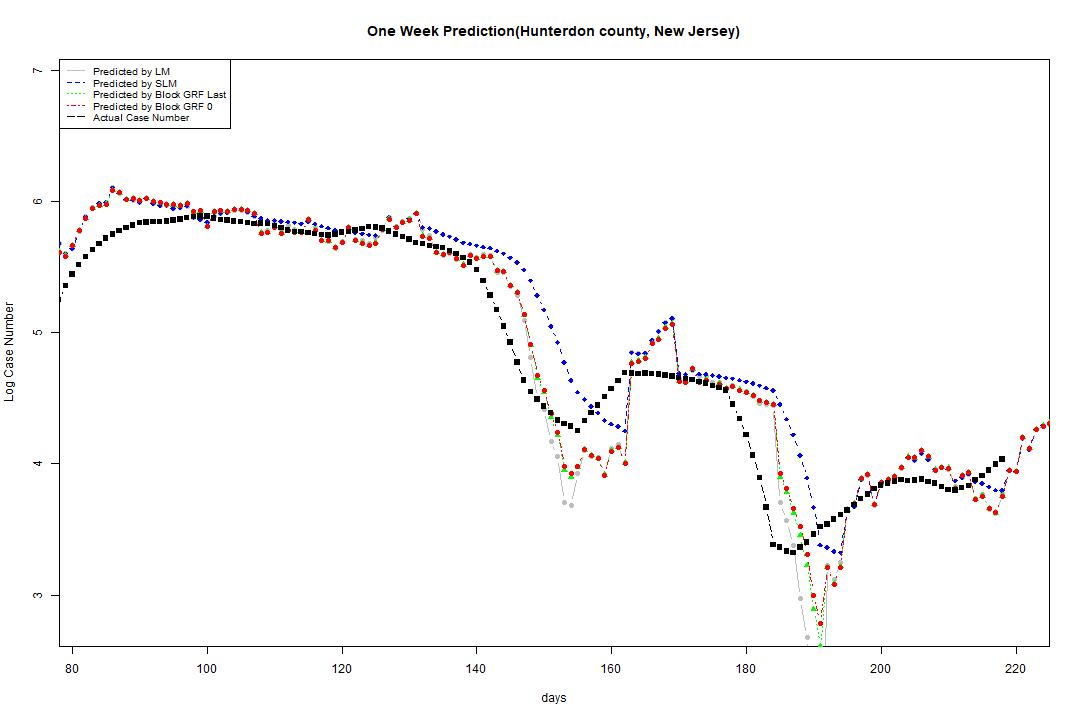 One Week Prediction(Hunterdon county, New Jersey)
Predicted by LM
Predicted by SLM
Predicted by Block GRF Last
Predicted by Block GRF 0
Actual Case Number
Log Case Number
7
6
5
4
3
80 100 120 140 160 180 200 220
days